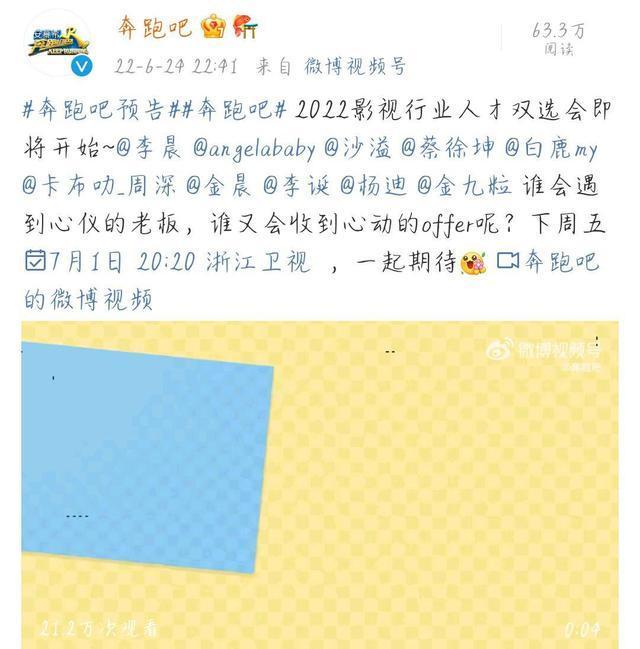 奔跑吧
63.3万
阅读
22-6-24 22:41 来自 微博视频号
#奔跑吧预告##奔跑吧# 2022影视行业人才双选会即
将开始~@李晨 @angelababy @沙溢 @蔡徐坤 @白鹿my
@卡布叻_周深 @金晨 @李诞 @杨迪 @金九粒 谁会遇
到心仪的老板，谁又会收到心动的offer呢？下周五
7月1日 20:20 浙江卫视 ，一起期待 奔跑吧
的微博视频
微博视频号
@奔跑吧
21.2万次观看
0:04